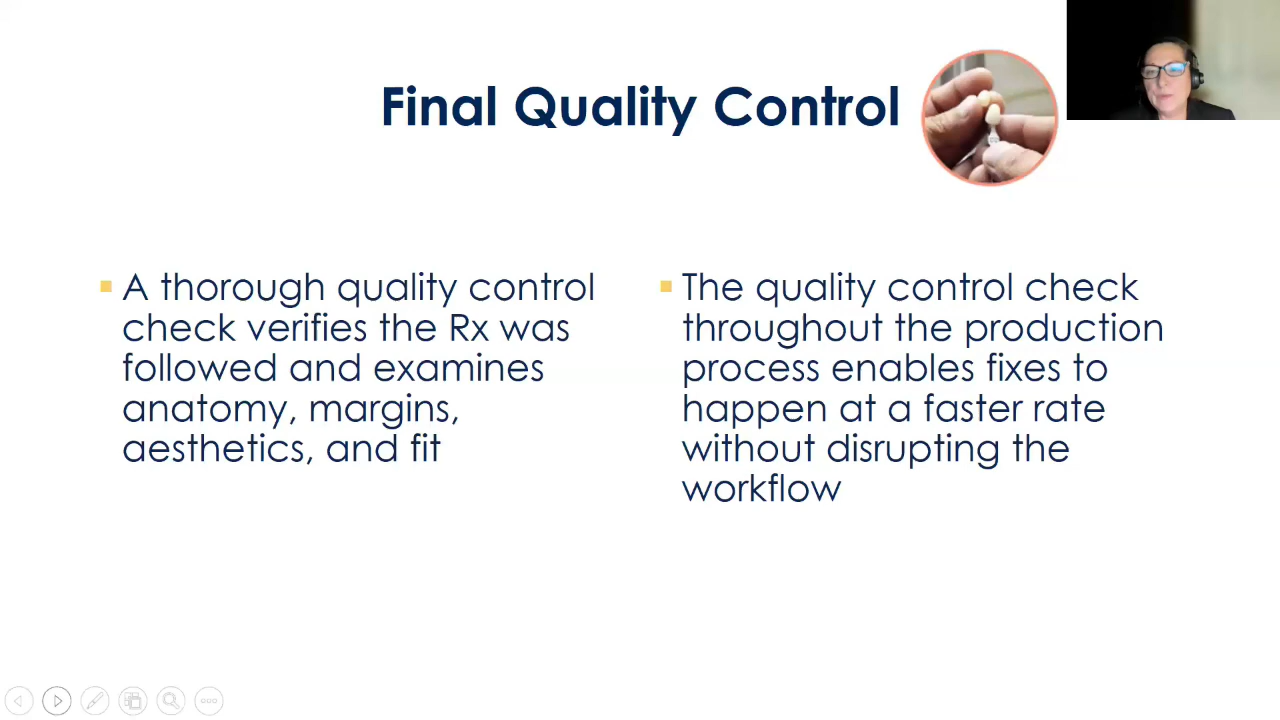 Final Quality Control
A thorough quality control
check verifies the Rx was
followed and examines
anatomy, margins,
aesthetics, and fit
The quality control check
throughout the production
process enables fixes to
happen at a faster rate
without disrupting the
workflow